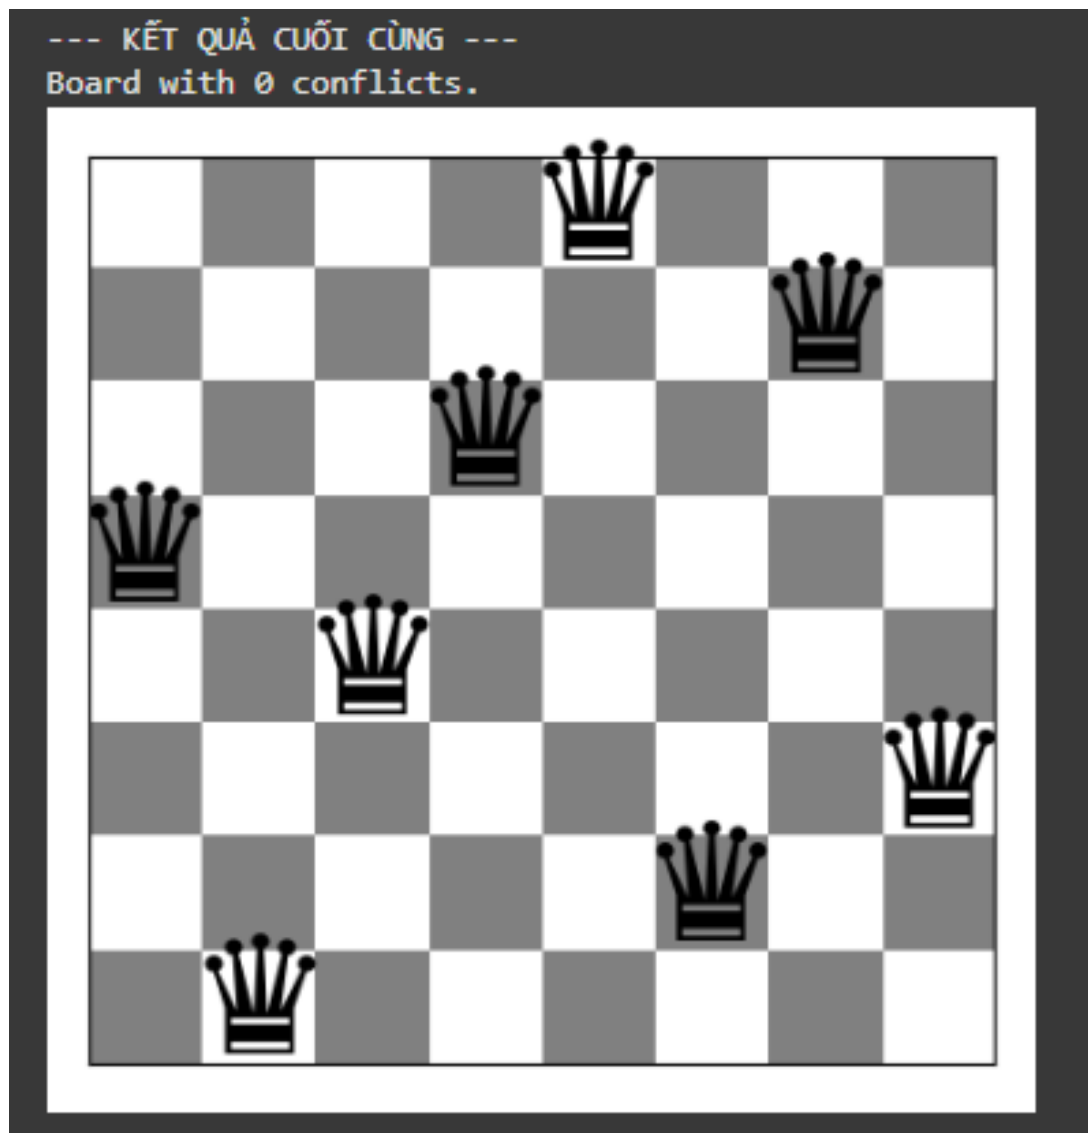 --- KẾT QUẢ CUỐI CÙNG ---
Board with 0 conflicts.